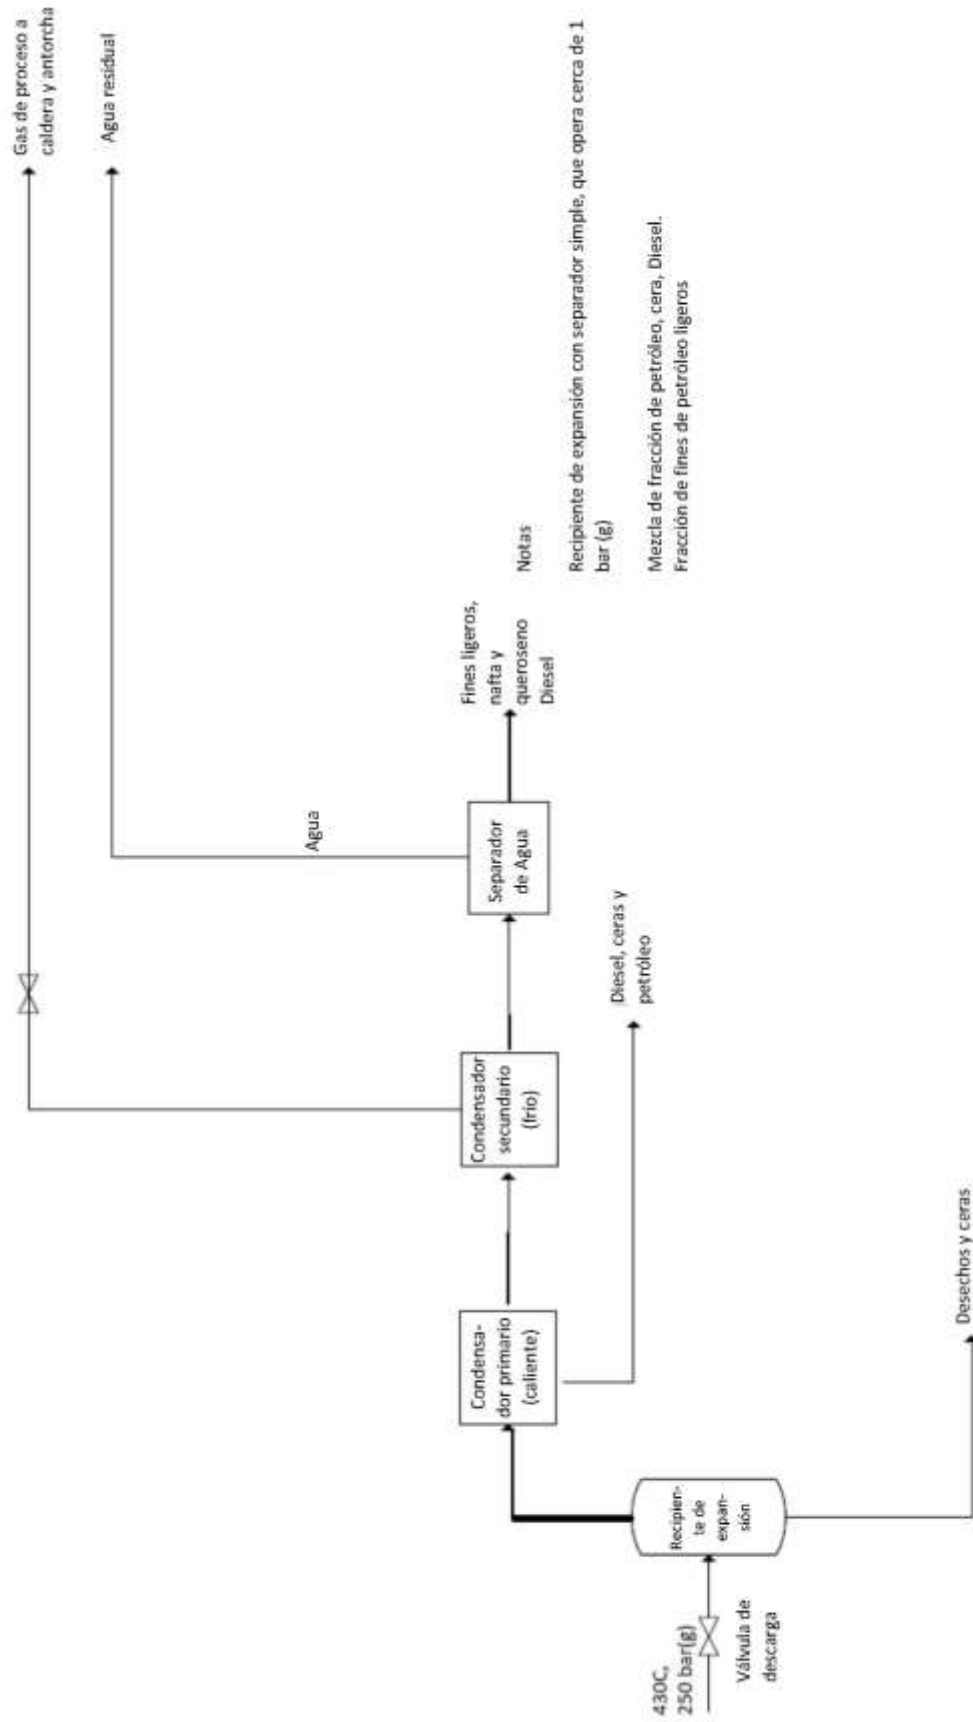 Gas de proceso a
caldera y antorcha
Agua residual
Agua
Fines ligeros,
nafta y
queroseno
Diesel
Notas
Recipiente de expansión con separador simple, que opera cerca de 1
bar (g)
Mezcla de fracción de petróleo, cera, Diesel.
Fracción de fines de petróleo ligeros
Separador
de Agua
Condensador
secundario
(frío)
Condensa-
dor primario
(caliente)
Diesel, ceras y
petróleo
Recipien-
te de
expan-
sión
430C,
250 bar(g)
Válvula de
descarga
Desechos y ceras